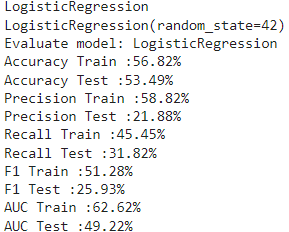 LogisticRegression
LogisticRegression(random_state=42)
Evaluate model: LogisticRegression
Accuracy Train :56.82%
Accuracy Test :53.49%
Precision Train :58.82%
Precision Test :21.88%
Recall Train :45.45%
Recall Test :31.82%
F1 Train :51.28%
F1 Test :25.93%
AUC Train :62.62%
AUC Test :49.22%